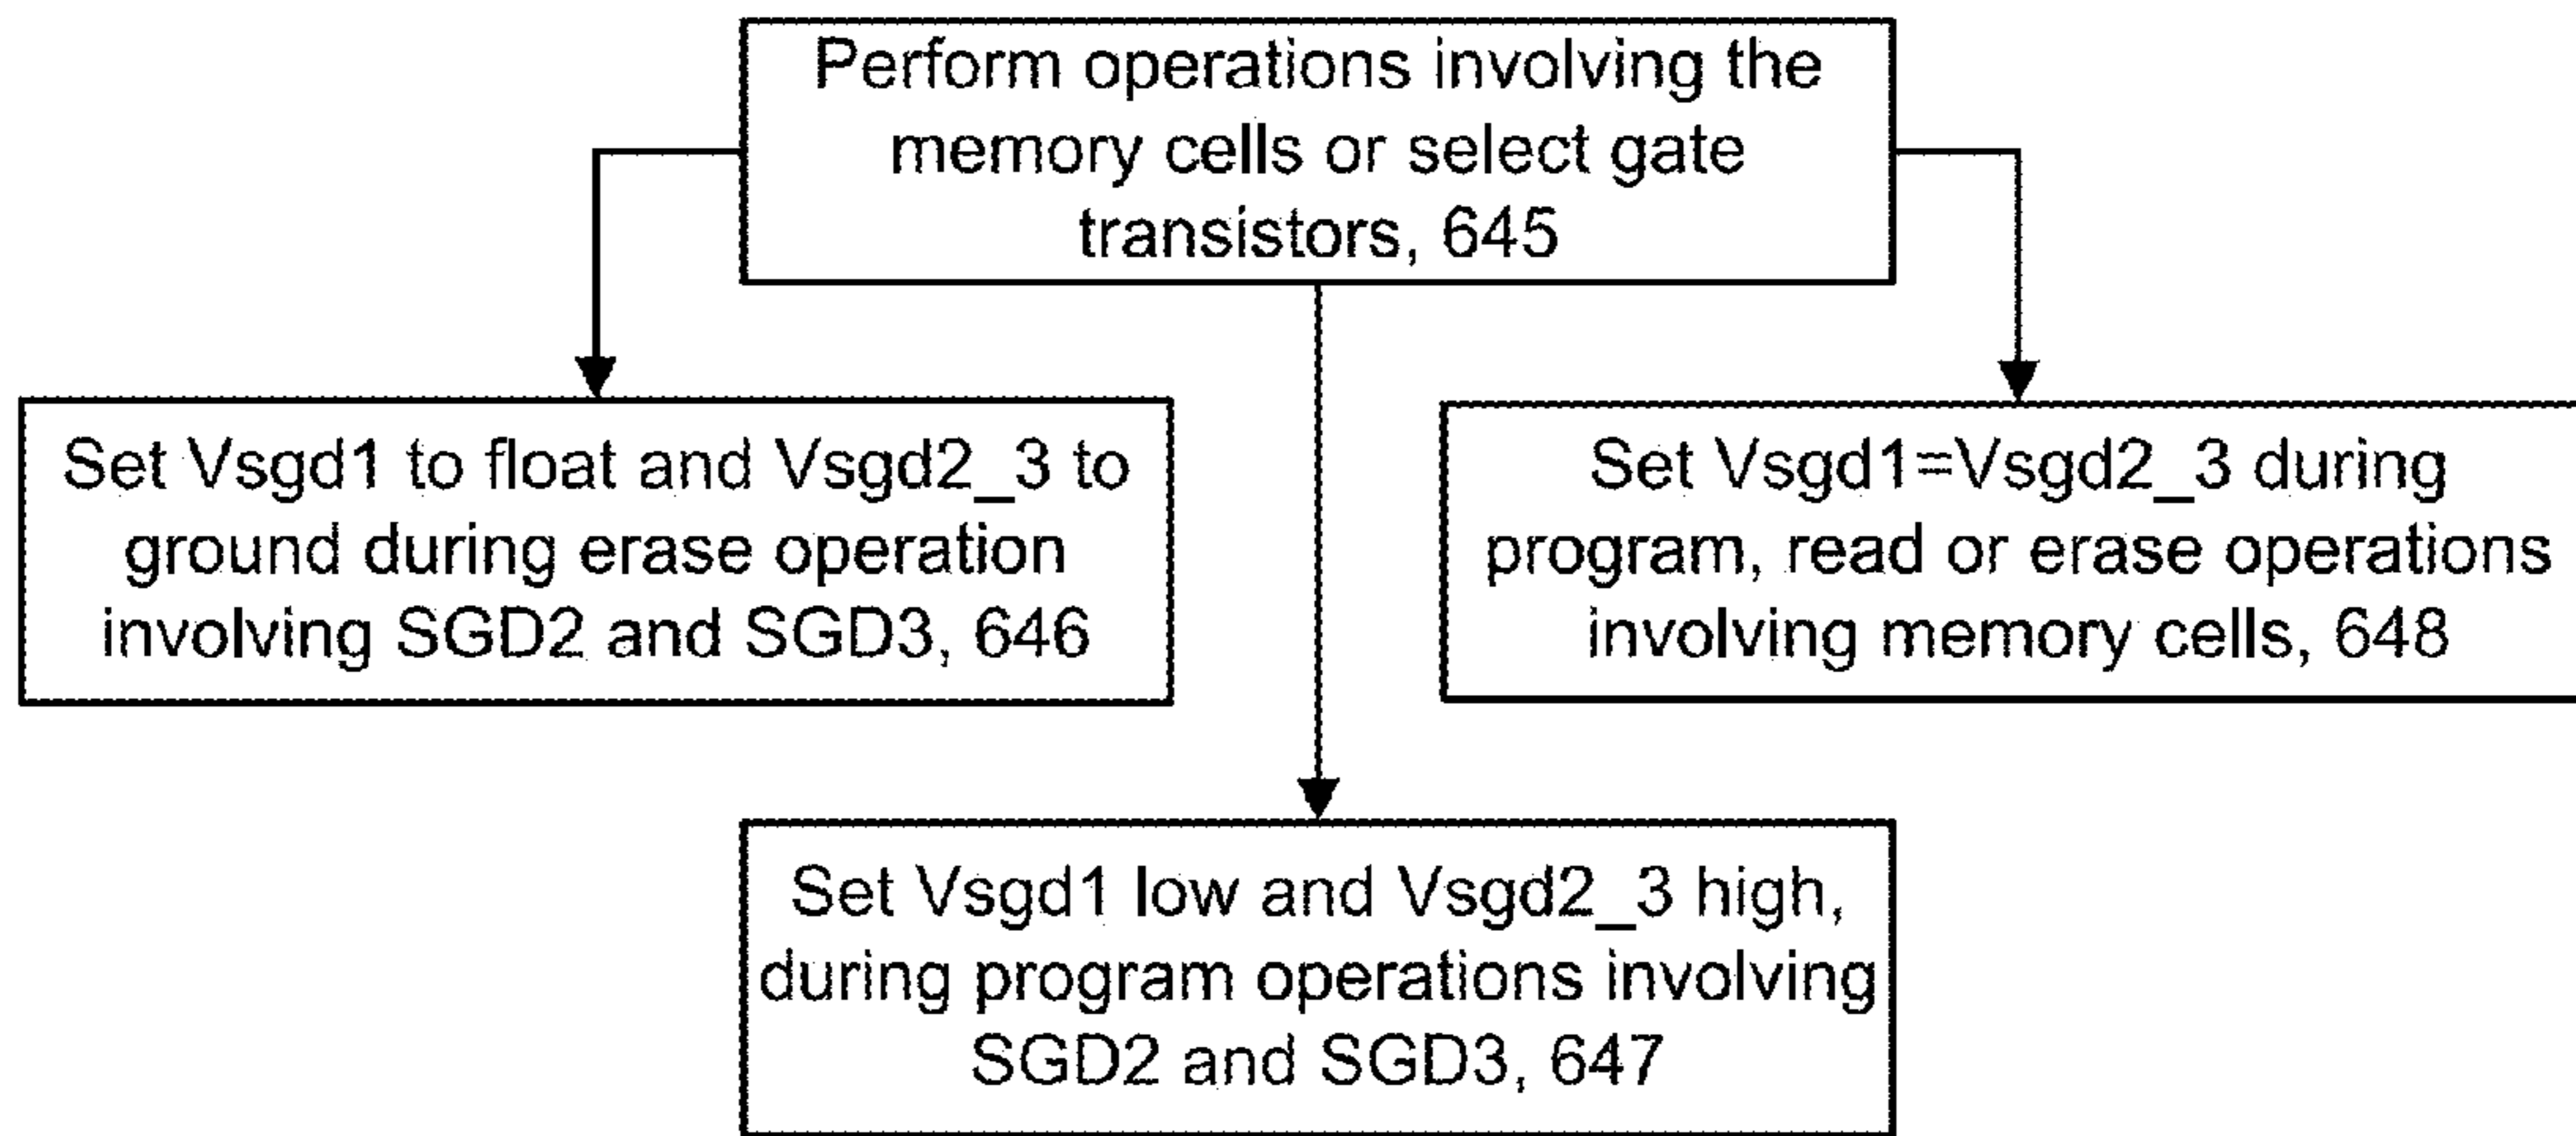 Perform operations involving the
memory cells or select gate
transistors, 645
Set Vsgd1 to float and Vsgd2_3 to
ground during erase operation
involving SGD2 and SGD3, 646
Set Vsgd1=Vsgd2_3 during
program, read or erase operations
involving memory cells, 648
Set Vsgd1 low and Vsgd2_3 high,
during program operations involving
SGD2 and SGD3, 647